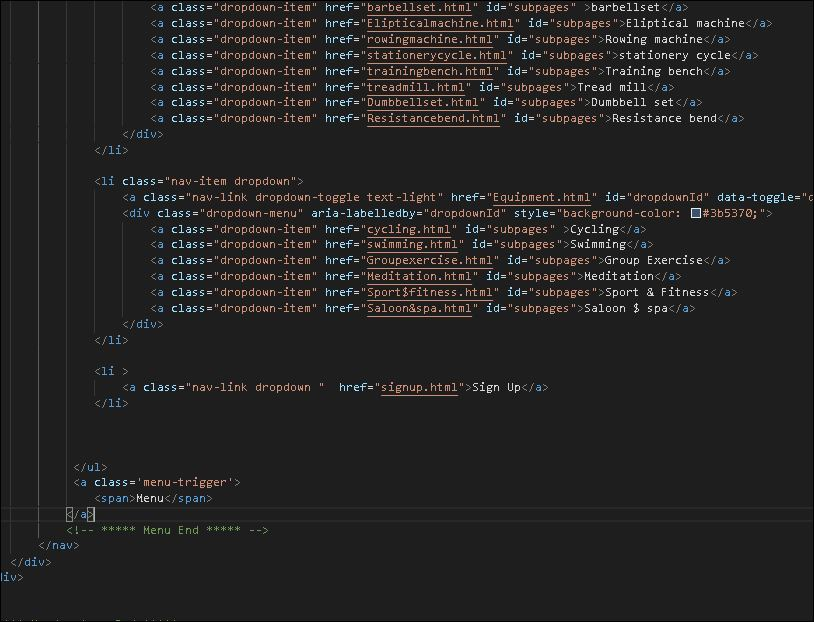 <a class="dropdown-item" href="barbellset.html" id="subpages" >barbellset</a>
<a class="dropdown-item" href="Elipticalmachine.html" id="subpages">Eliptical machine</a>
<a class="dropdown-item" href="rowingmachine.html" id="subpages">Rowing machine</a>
<a class="dropdown-item" href="stationerycycle.html" id="subpages">stationery cycle</a>
<a class="dropdown-item" href="trainingbench.html" id="subpages">Training bench</a>
<a class="dropdown-item" href="treadmill.html" id="subpages">Tread mill</a>
<a class="dropdown-item" href="Dumbbellset.html" id="subpages">Dumbbell set</a>
<a class="dropdown-item" href="Resistancebend.html" id="subpages">Resistance bend</a>
</div>
</li>
<li class="nav-item dropdown">
<a class="nav-link dropdown-toggle text-light" href="Equipment.html" id="dropdownId" data-toggle="d
<div class="dropdown-menu" aria-labelledby="dropdownId" style="background-color: #3b5370;">
<a class="dropdown-item" href="cycling.html" id="subpages" >Cycling</a>
<a class="dropdown-item" href="swimming.html" id="subpages">Swimming</a>
<a class="dropdown-item" href="Groupexercise.html" id="subpages">Group Exercise</a>
<a class="dropdown-item" href="Meditation.html" id="subpages">Meditation</a>
<a class="dropdown-item" href="Sport$fitness.html" id="subpages">Sport & Fitness</a>
<a class="dropdown-item" href="Saloon&spa.html" id="subpages">Saloon $ spa</a>
</div>
</li>
<li >
<a class="nav-link dropdown "  href="signup.html">Sign Up</a>
</li>
</ul>
<a class='menu-trigger'>
<span>Menu</span>
</a>
<!-- ***** Menu End ***** -->
</nav>
</div>
div>